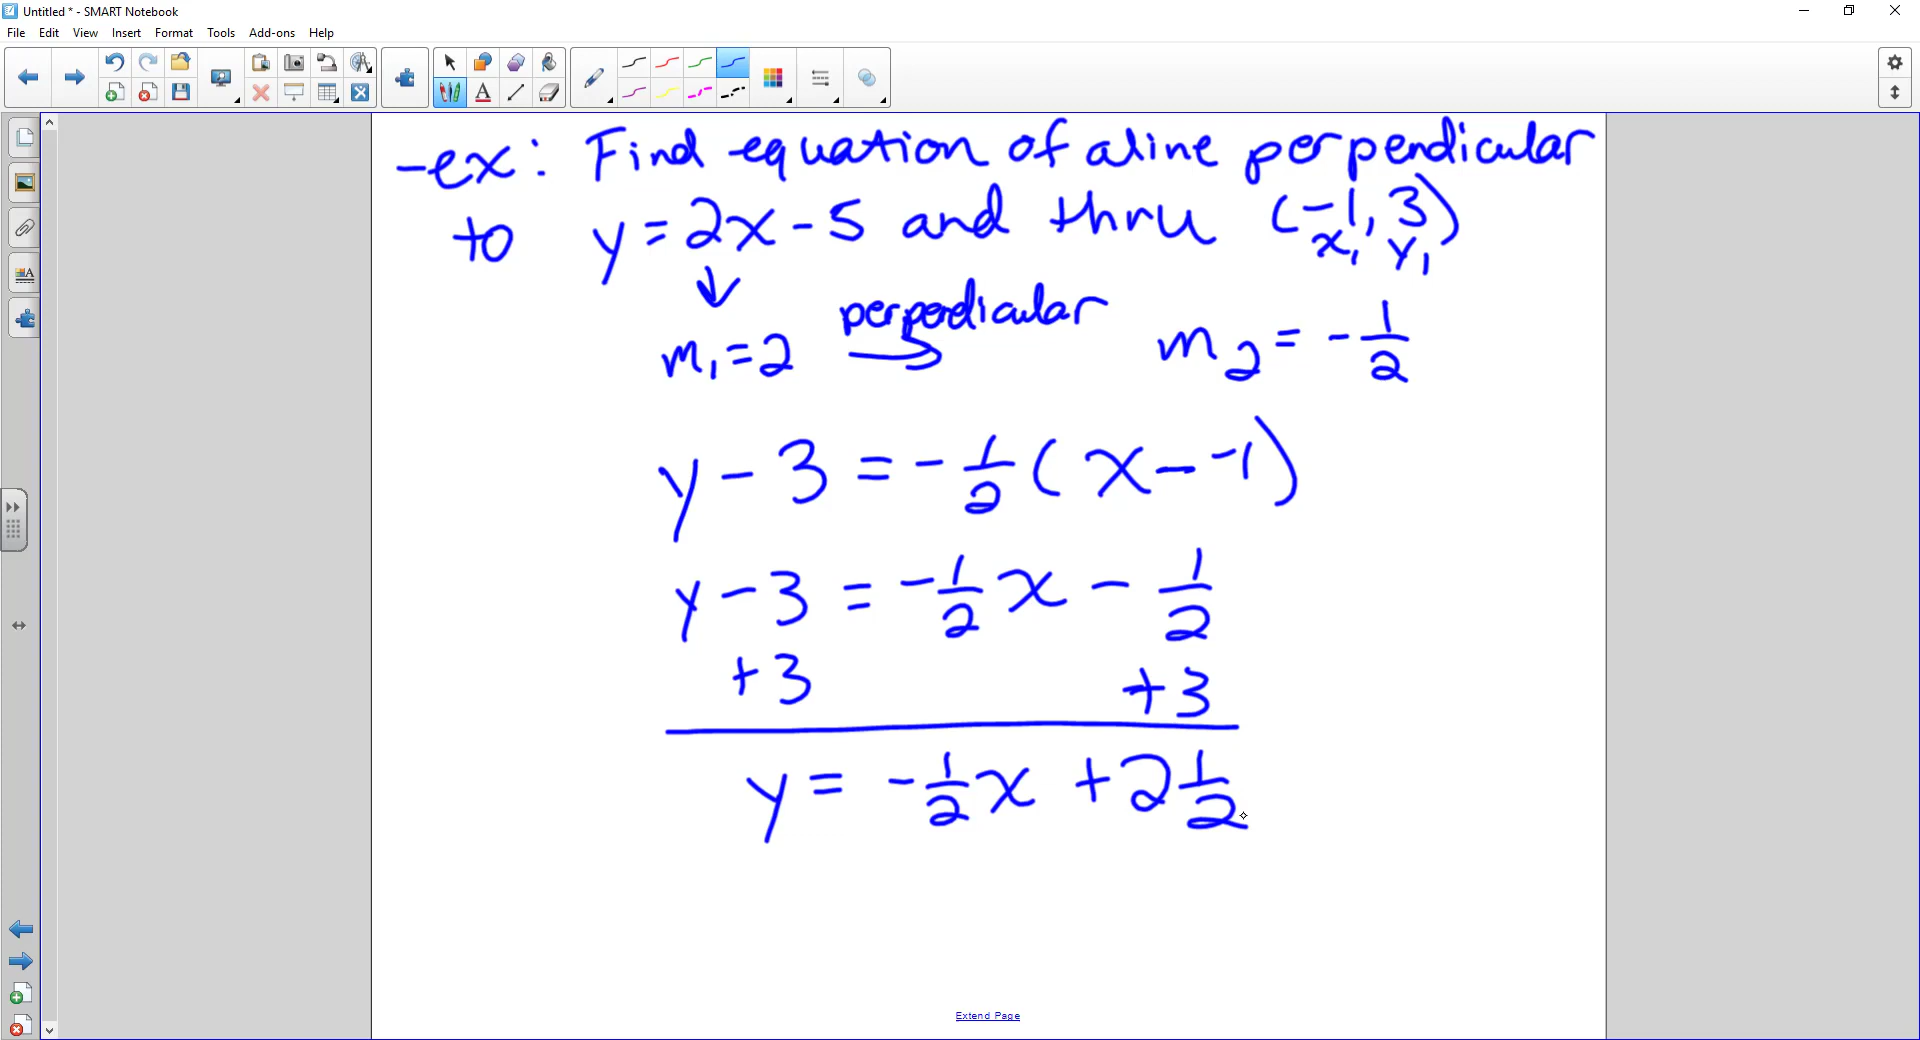 Untitled * - SMART Notebook
File Edit View Insert Format Tools Add-ons Help
-ex: Find equation of a line perpendicular
to y = 2x - 5 and thru (-1, 3)
x₁ y₁
perpendicular
m₁ = 2 → m₂ = -1/2
y - 3 = -1/2 (x - -1)
y - 3 = -1/2 x - 1/2
+3 +3
y = -1/2 x + 2 1/2
Extend Page